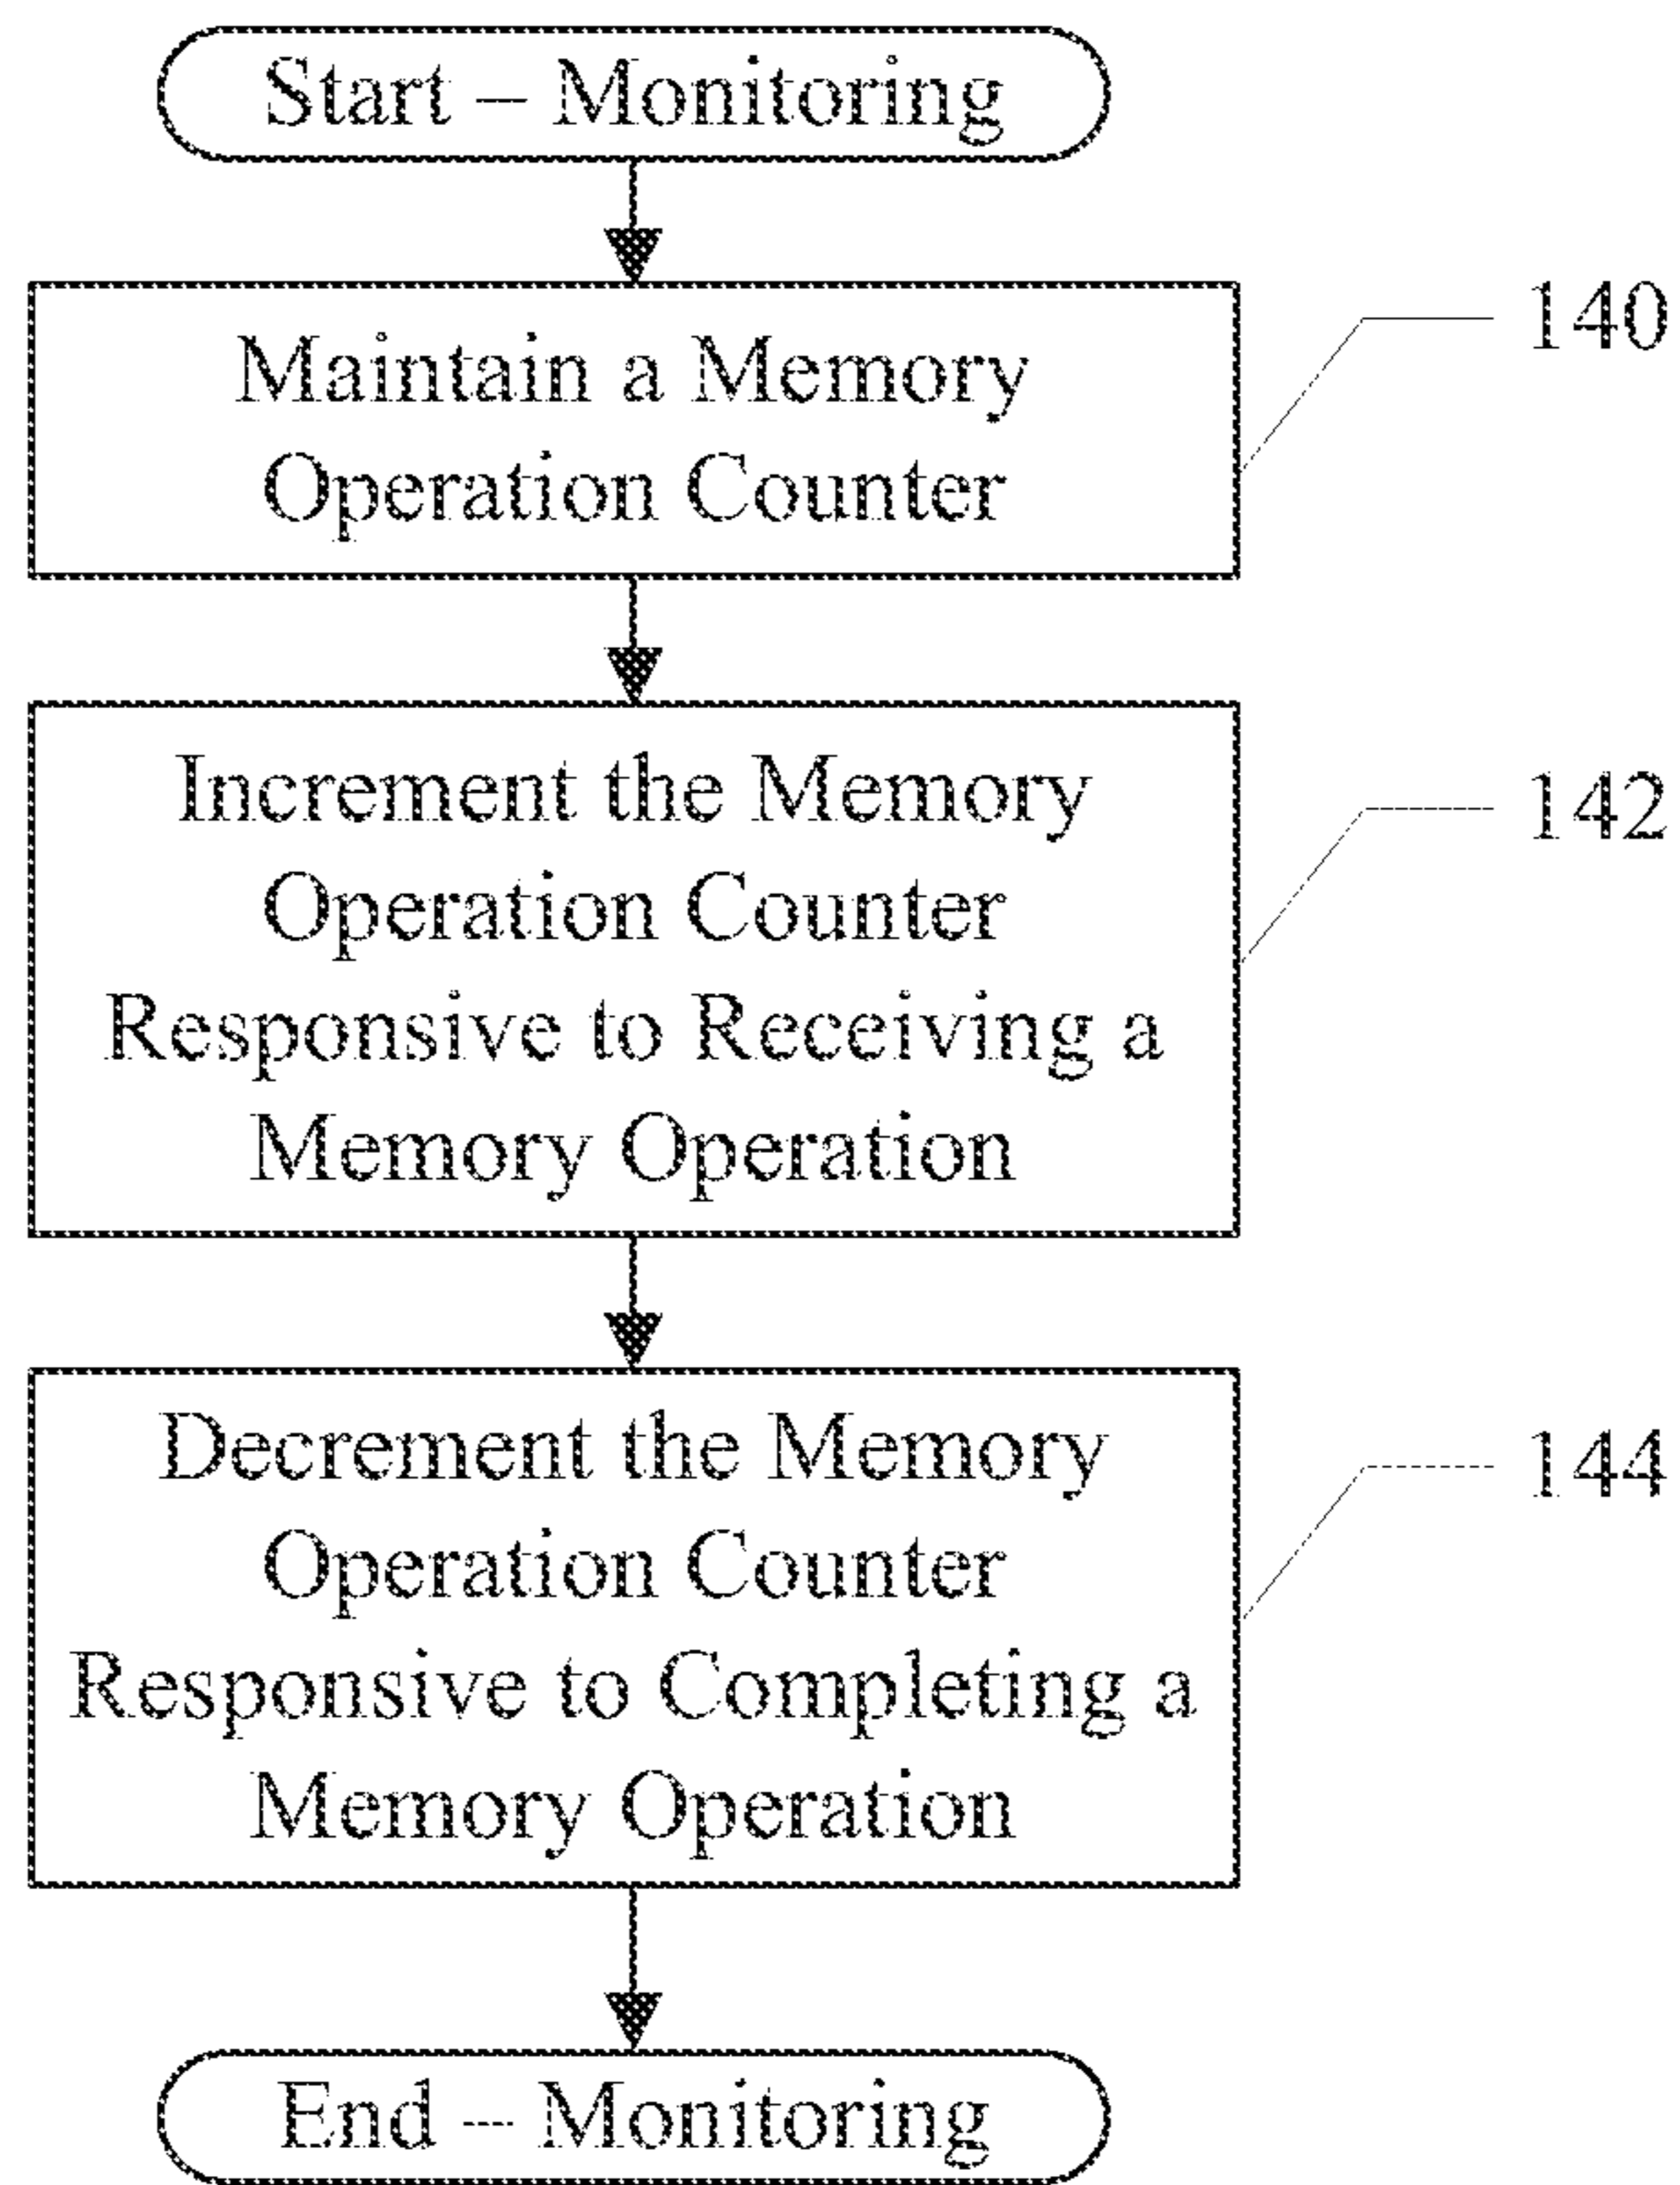 Start – Monitoring
Maintain a Memory
Operation Counter
140
Increment the Memory
Operation Counter
Responsive to Receiving a
Memory Operation
142
Decrement the Memory
Operation Counter
Responsive to Completing a
Memory Operation
144
End – Monitoring